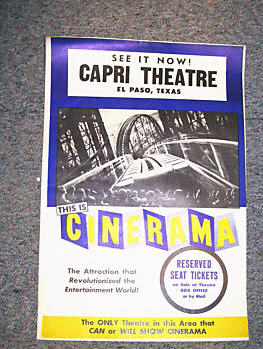 SEE IT NOW!
CAPRI THEATRE
EL PASO, TEXAS
THIS IS
CINERAMA
The Attraction that
Revolutionized the
Entertainment World!
RESERVED
SEAT TICKETS
on Sale at Theatre
BOX OFFICE
or by Mail
The ONLY Theatre in this Area that
CAN or WILL SHOW CINERAMA